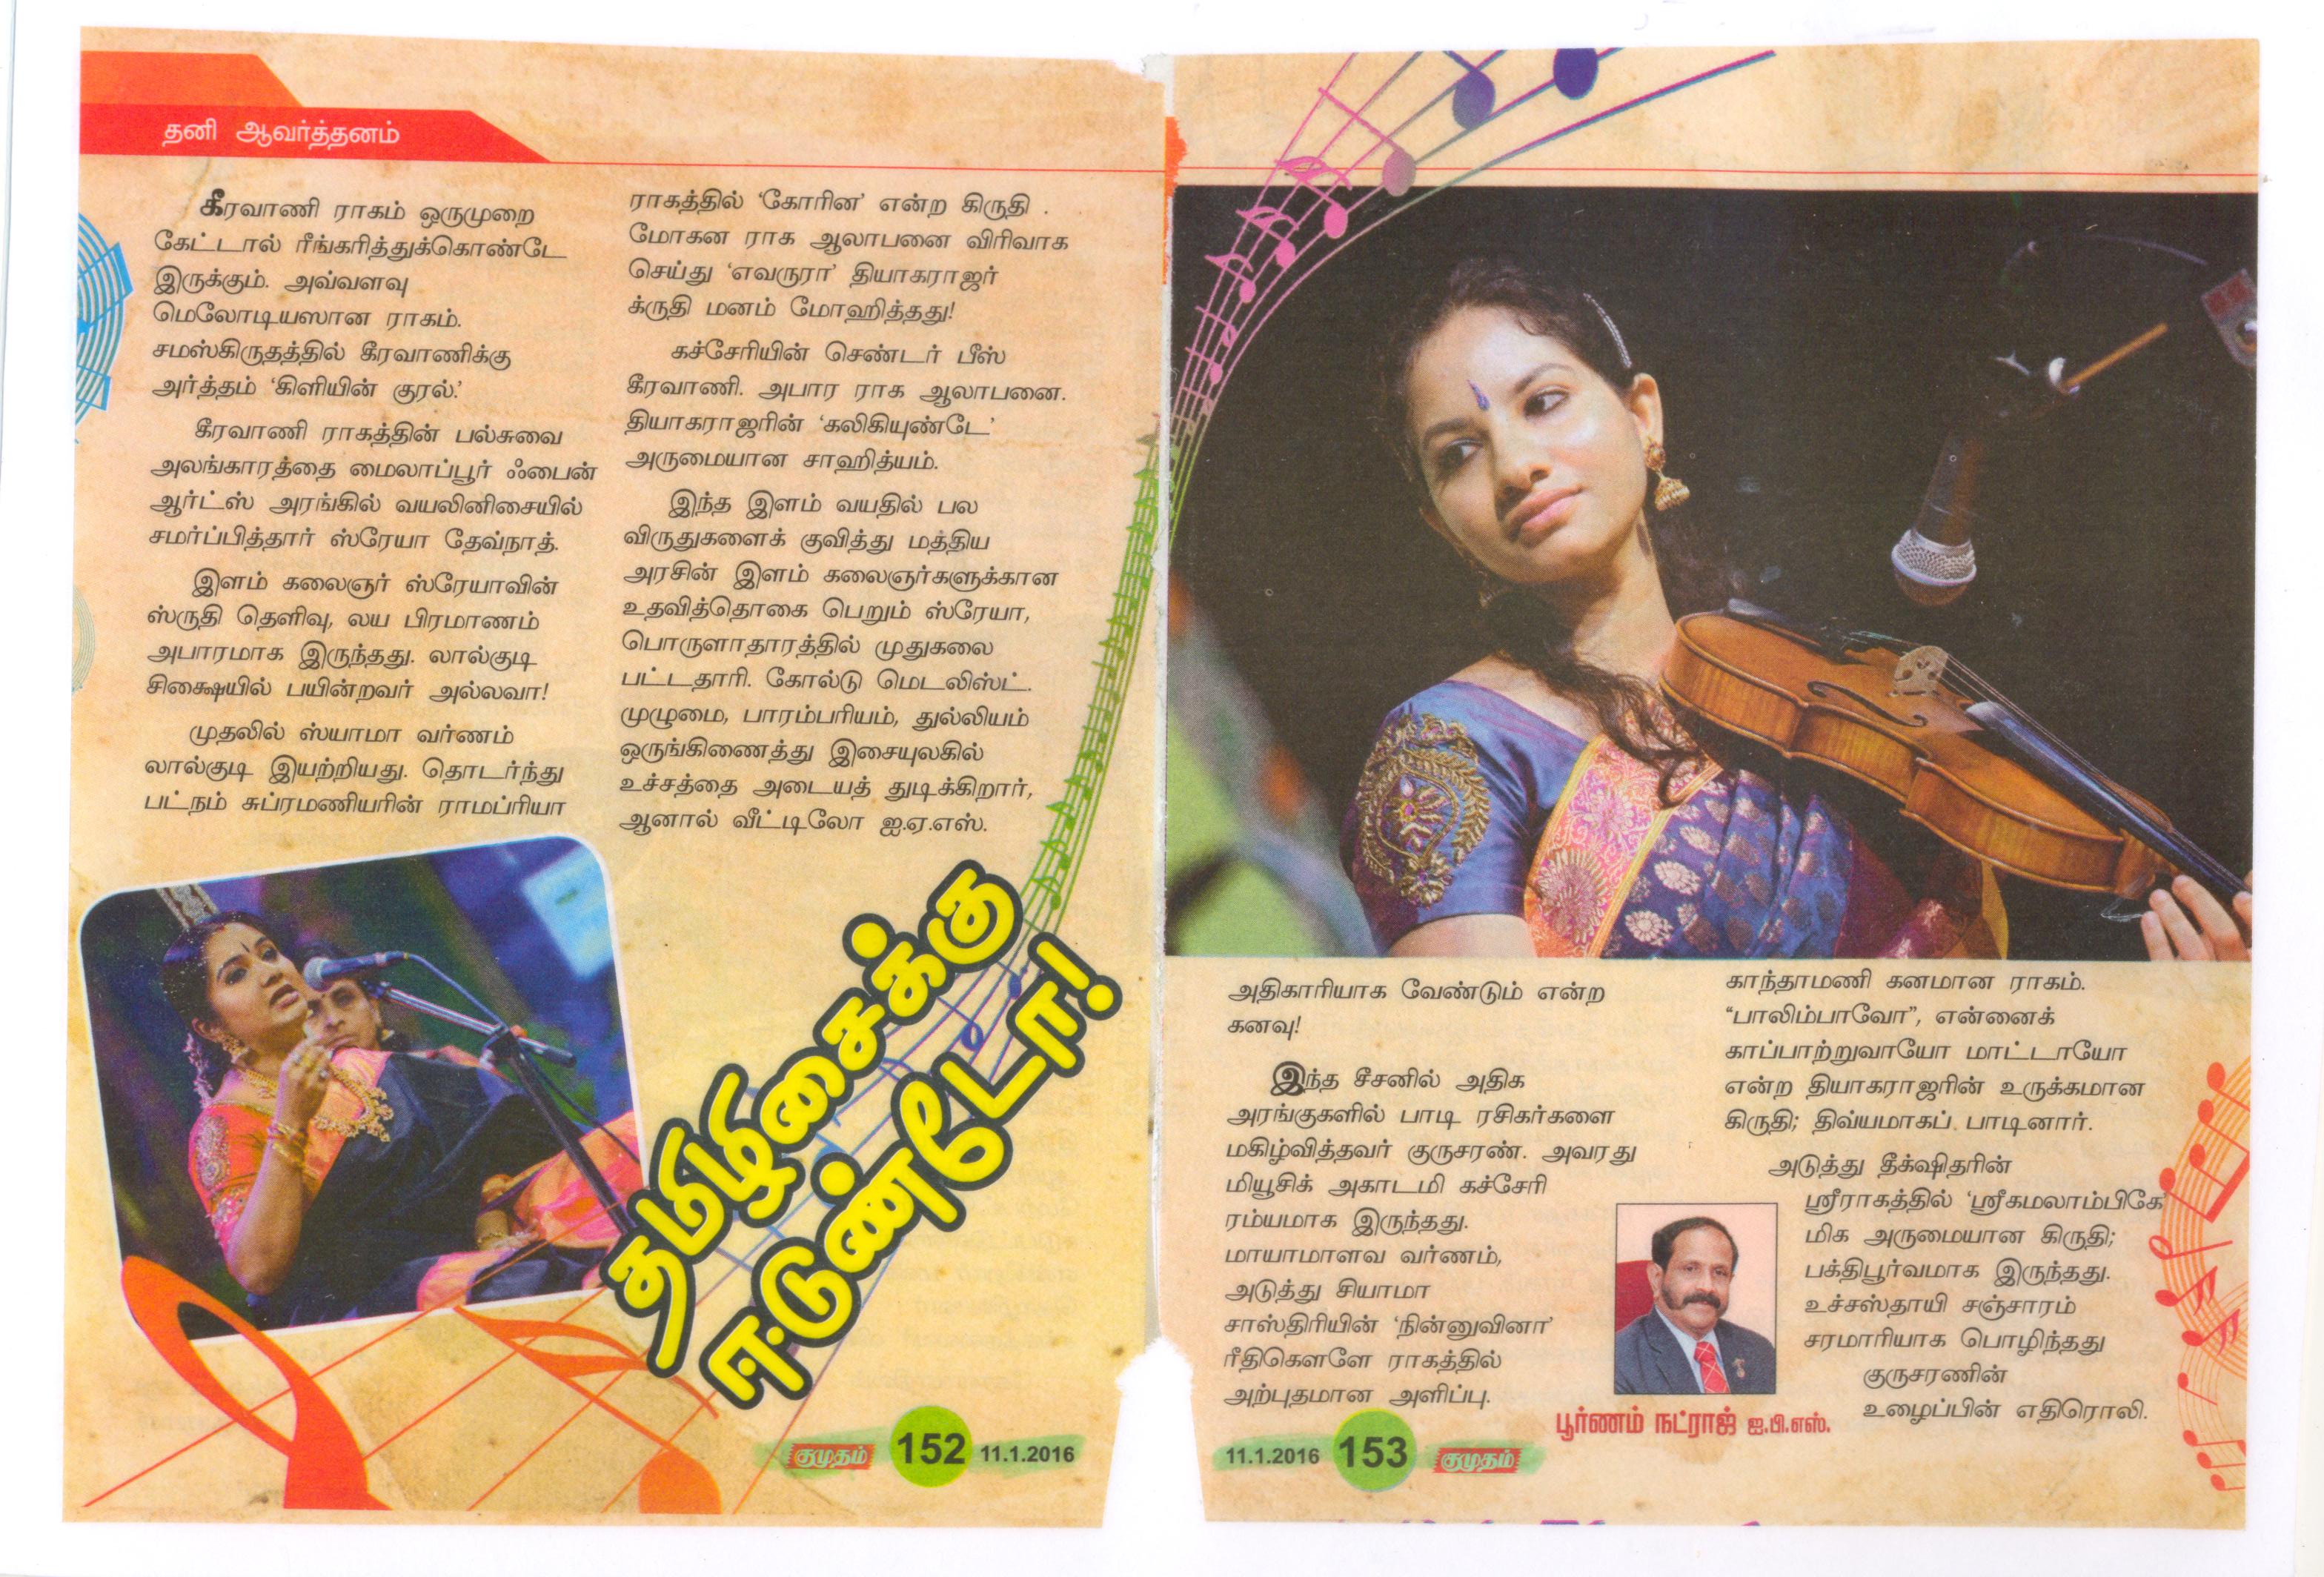 தனி ஆவர்த்தனம்
கீரவாணி ராகம் ஒருமுறை
கேட்டால் ரீங்கரித்துக்கொண்டே
இருக்கும். அவ்வளவு
மெலோடியஸான ராகம்.
சமஸ்கிருதத்தில் கீரவாணிக்கு
அர்த்தம் ‘கிளியின் குரல்.’
கீரவாணி ராகத்தின் பல்சுவை
அலங்காரத்தை மைலாப்பூர் ஃபைன்
ஆர்ட்ஸ் அரங்கில் வயலினிசையில்
சமர்ப்பித்தார் ஸ்ரேயா தேவ்நாத்.
இளம் கலைஞர் ஸ்ரேயாவின்
ஸ்ருதி தெளிவு, லய பிரமாணம்
அபாரமாக இருந்தது. லால்குடி
சிக்ஷையில் பயின்றவர் அல்லவா!
முதலில் ஸ்யாமா வர்ணம்
லால்குடி இயற்றியது. தொடர்ந்து
பட்நம் சுப்ரமணியரின் ராமப்ரியா
ராகத்தில் ‘கோரின’ என்ற கிருதி .
மோகன ராக ஆலாபனை விரிவாக
செய்து ‘எவருரா’ தியாகராஜர்
க்ருதி மனம் மோஹித்தது!
கச்சேரியின் செண்டர் பீஸ்
கீரவாணி. அபார ராக ஆலாபனை.
தியாகராஜரின் ‘கலிகியுண்டே’
அருமையான சாஹித்யம்.
இந்த இளம் வயதில் பல
விருதுகளைக் குவித்து மத்திய
அரசின் இளம் கலைஞர்களுக்கான
உதவித்தொகை பெறும் ஸ்ரேயா,
பொருளாதாரத்தில் முதுகலை
பட்டதாரி. கோல்டு மெடலிஸ்ட்.
முழுமை, பாரம்பரியம், துல்லியம்
ஒருங்கிணைத்து இசையுலகில்
உச்சத்தை அடையத் துடிக்கிறார்,
ஆனால் வீட்டிலோ ஐ.ஏ.எஸ்.
தமிழிசைக்கு
ஈடுண்டோ!
குமுதம் 152 11.1.2016
அதிகாரியாக வேண்டும் என்ற
கனவு!
இந்த சீசனில் அதிக
அரங்குகளில் பாடி ரசிகர்களை
மகிழ்வித்தவர் குருசரண். அவரது
மியூசிக் அகாடமி கச்சேரி
ரம்யமாக இருந்தது.
மாயாமாளவ வர்ணம்,
அடுத்து சியாமா
சாஸ்திரியின் ‘நின்னுவினா’
ரீதிகௌளே ராகத்தில்
அற்புதமான அளிப்பு.
காந்தாமணி கனமான ராகம்.
“பாலிம்பாவோ”, என்னைக்
காப்பாற்றுவாயோ மாட்டாயோ
என்ற தியாகராஜரின் உருக்கமான
கிருதி; திவ்யமாகப் பாடினார்.
அடுத்து தீக்ஷிதரின்
ஸ்ரீராகத்தில் ‘ஸ்ரீகமலாம்பிகே’
மிக அருமையான கிருதி;
பக்திபூர்வமாக இருந்தது.
உச்சஸ்தாயி சஞ்சாரம்
சரமாரியாக பொழிந்தது
குருசரணின்
உழைப்பின் எதிரொலி.
பூர்ணம் நட்ராஜ் ஐ.பி.எஸ்.
11.1.2016 153 குமுதம்